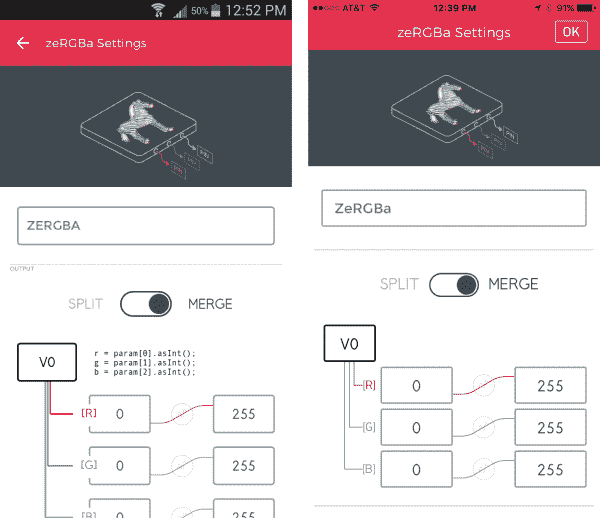 50% 12:52 PM
zeRGBa Settings
ZERGBA
OUTPUT
SPLIT MERGE
V0
r = param[0].asInt();
g = param[1].asInt();
b = param[2].asInt();
[R] 0 255
[G] 0 255
[B] 0 255
AT&T 12:39 PM 91%
zeRGBa Settings OK
ZeRGBa
SPLIT MERGE
V0
[R] 0 255
[G] 0 255
[B] 0 255